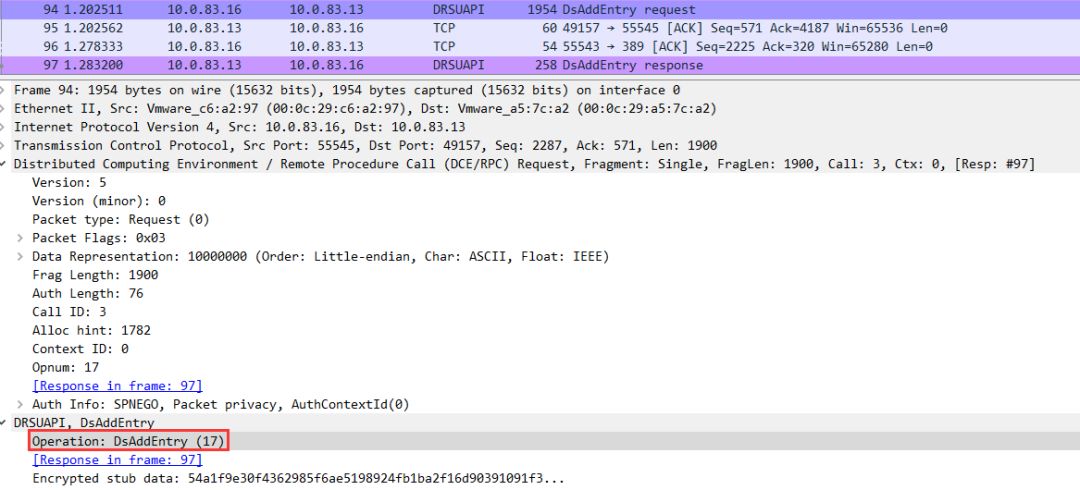 94 1.202511 10.0.83.16 10.0.83.13 DRSUAPI 1954 DsAddEntry request
95 1.202562 10.0.83.13 10.0.83.16 TCP 60 49157 → 55545 [ACK] Seq=571 Ack=4187 Win=65536 Len=0
96 1.278333 10.0.83.16 10.0.83.13 TCP 54 55543 → 389 [ACK] Seq=2225 Ack=320 Win=65280 Len=0
97 1.283200 10.0.83.13 10.0.83.16 DRSUAPI 258 DsAddEntry response
Frame 94: 1954 bytes on wire (15632 bits), 1954 bytes captured (15632 bits) on interface 0
Ethernet II, Src: Vmware_c6:a2:97 (00:0c:29:c6:a2:97), Dst: Vmware_a5:7c:a2 (00:0c:29:a5:7c:a2)
Internet Protocol Version 4, Src: 10.0.83.16, Dst: 10.0.83.13
Transmission Control Protocol, Src Port: 55545, Dst Port: 49157, Seq: 2287, Ack: 571, Len: 1900
Distributed Computing Environment / Remote Procedure Call (DCE/RPC) Request, Fragment: Single, FragLen: 1900, Call: 3, Ctx: 0, [Resp: #97]
Version: 5
Version (minor): 0
Packet type: Request (0)
Packet Flags: 0x03
Data Representation: 10000000 (Order: Little-endian, Char: ASCII, Float: IEEE)
Frag Length: 1900
Auth Length: 76
Call ID: 3
Alloc hint: 1782
Context ID: 0
Opnum: 17
[Response in frame: 97]
Auth Info: SPNEGO, Packet privacy, AuthContextId(0)
DRSUAPI, DsAddEntry
Operation: DsAddEntry (17)
[Response in frame: 97]
Encrypted stub data: 54a1f9e30f4362985f6ae5198924fb1ba2f16d90391091f3...